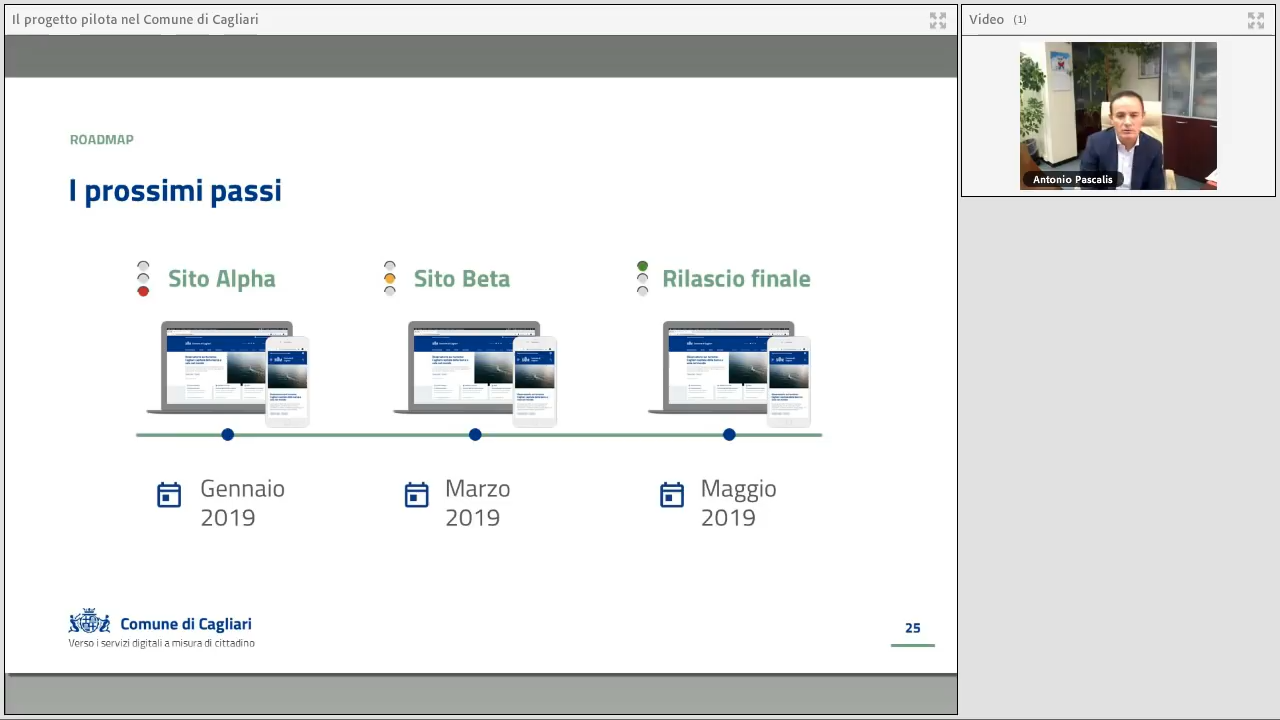 Il progetto pilota nel Comune di Cagliari
Video (1)
Antonio Pascalis
ROADMAP
I prossimi passi
Sito Alpha
Sito Beta
Rilascio finale
Gennaio
2019
Marzo
2019
Maggio
2019
Comune di Cagliari
Verso i servizi digitali a misura di cittadino
25